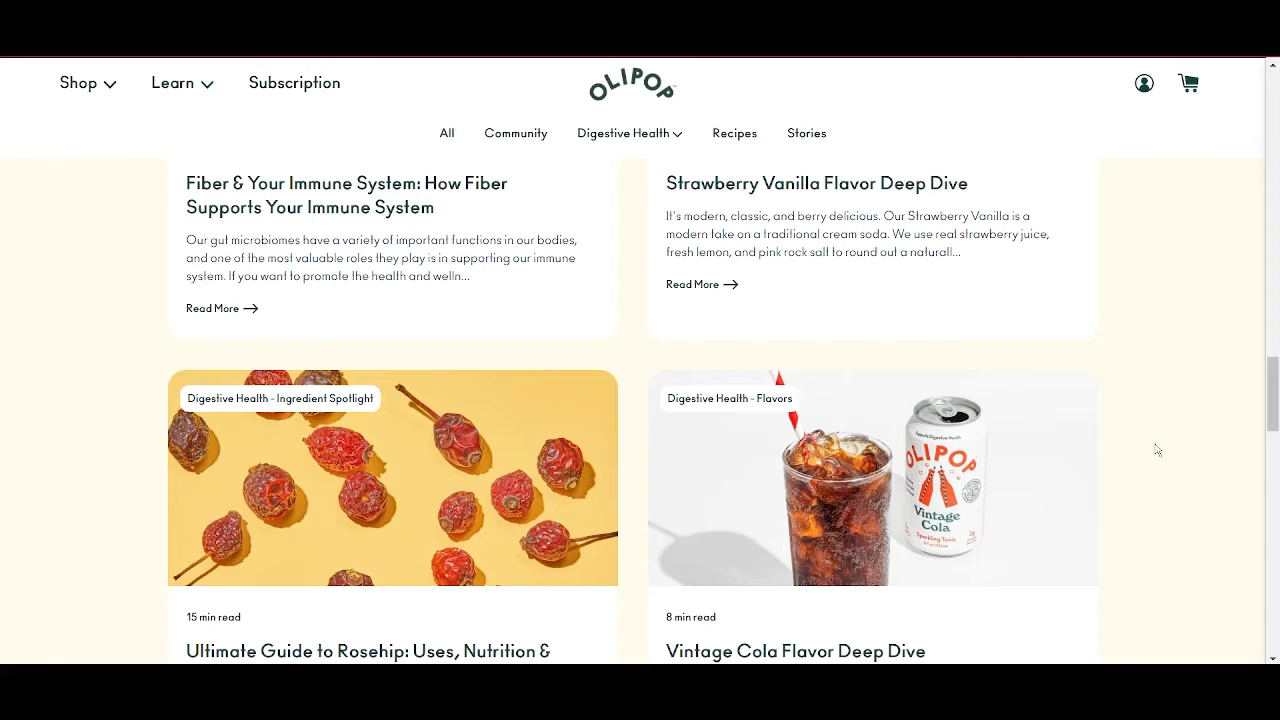 Shop
Learn
Subscription
OLIPOP
All
Community
Digestive Health
Recipes
Stories
Fiber & Your Immune System: How Fiber
Supports Your Immune System
Our gut microbiomes have a variety of important functions in our bodies,
and one of the most valuable roles they play is in supporting our immune
system. If you want to promote the health and welln...
Read More
Strawberry Vanilla Flavor Deep Dive
It's modern, classic, and berry delicious. Our Strawberry Vanilla is a
modern take on a traditional cream soda. We use real strawberry juice,
fresh lemon, and pink rock salt to round out a naturall...
Read More
Digestive Health - Ingredient Spotlight
15 min read
Ultimate Guide to Rosehip: Uses, Nutrition &
Digestive Health - Flavors
Supports Digestive Health
OLIPOP
Vintage
Cola
Sparkling Tonic
8 min read
Vintage Cola Flavor Deep Dive